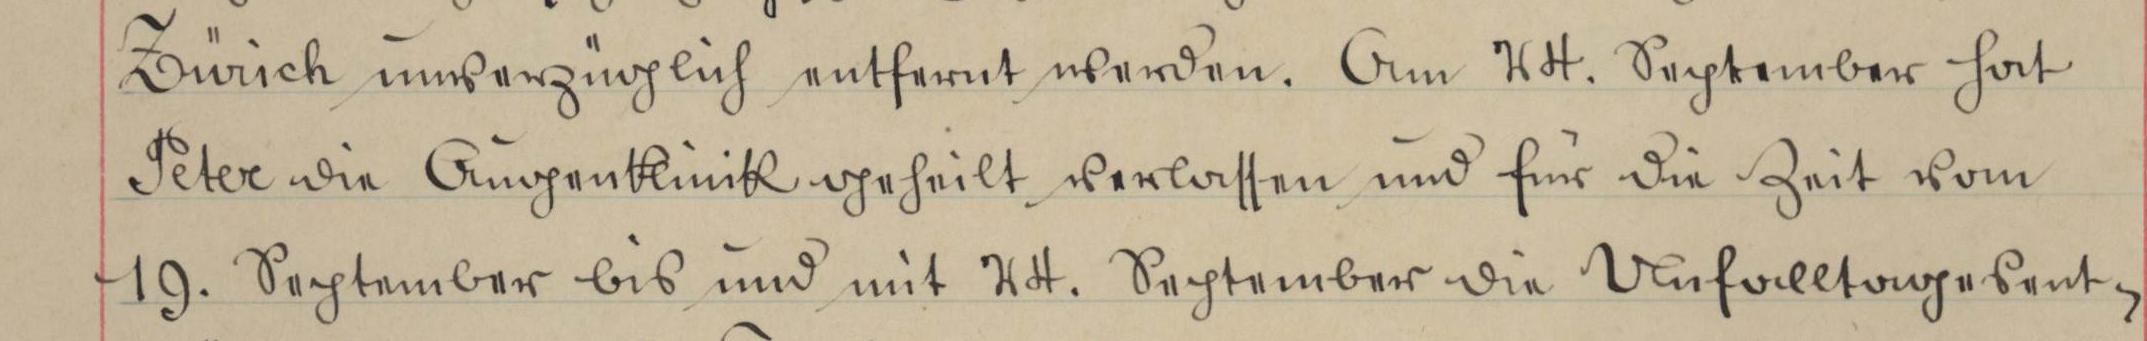 Zürich unverzüglich entfernt werden. Am 24. September hat
Peter die Augenklinik geheilt verlassen und für die Zeit vom
19. September bis und mit 24. September die Unfalltagesent-